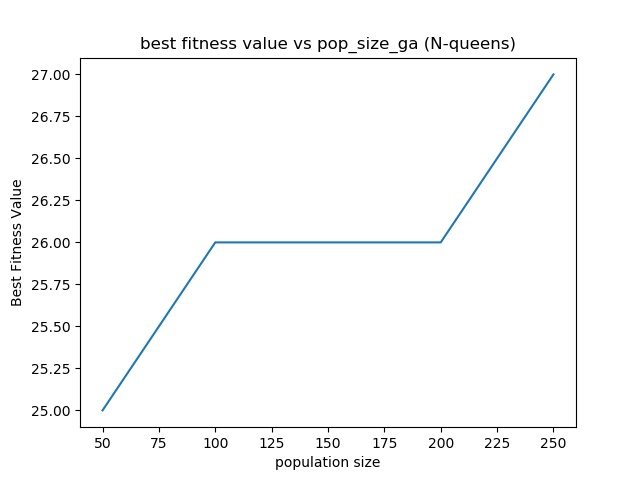 best fitness value vs pop_size_ga (N-queens)
27.00
26.75
26.50
26.25
26.00
25.75
25.50
25.25
25.00
Best Fitness Value
50 75 100 125 150 175 200 225 250
population size